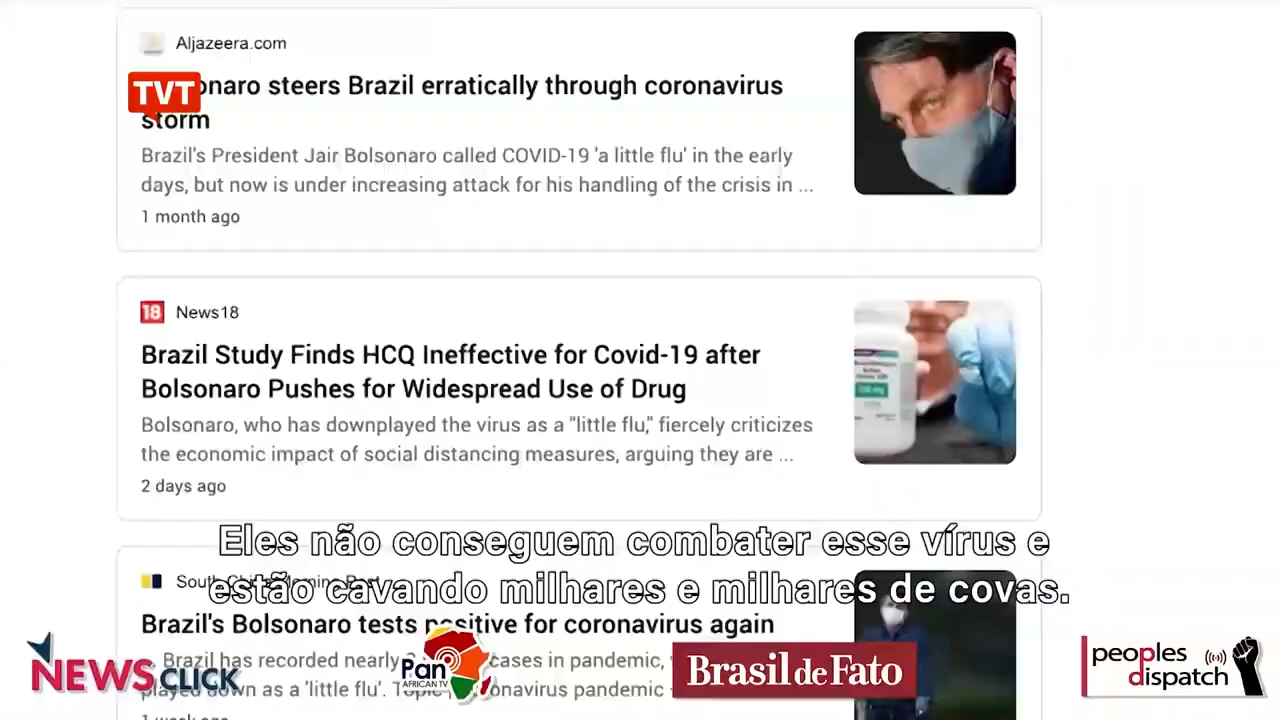 Aljazeera.com
TVT
onaro steers Brazil erratically through coronavirus
storm
Brazil's President Jair Bolsonaro called COVID-19 'a little flu' in the early
days, but now is under increasing attack for his handling of the crisis in ...
1 month ago
18 News18
Brazil Study Finds HCQ Ineffective for Covid-19 after
Bolsonaro Pushes for Widespread Use of Drug
Bolsonaro, who has downplayed the virus as a "little flu," fiercely criticizes
the economic impact of social distancing measures, arguing they are ...
2 days ago
Eles não conseguem combater esse vírus e
estão cavando milhares e milhares de covas.
Brazil's Bolsonaro tests positive for coronavirus again
Brazil has recorded nearly cases in pandemic,
played down as a 'little flu'. onavirus pandemic
1 week ago
NEWSCLICK
Pan
AFRICAN TV
Brasil de Fato
peoples
dispatch